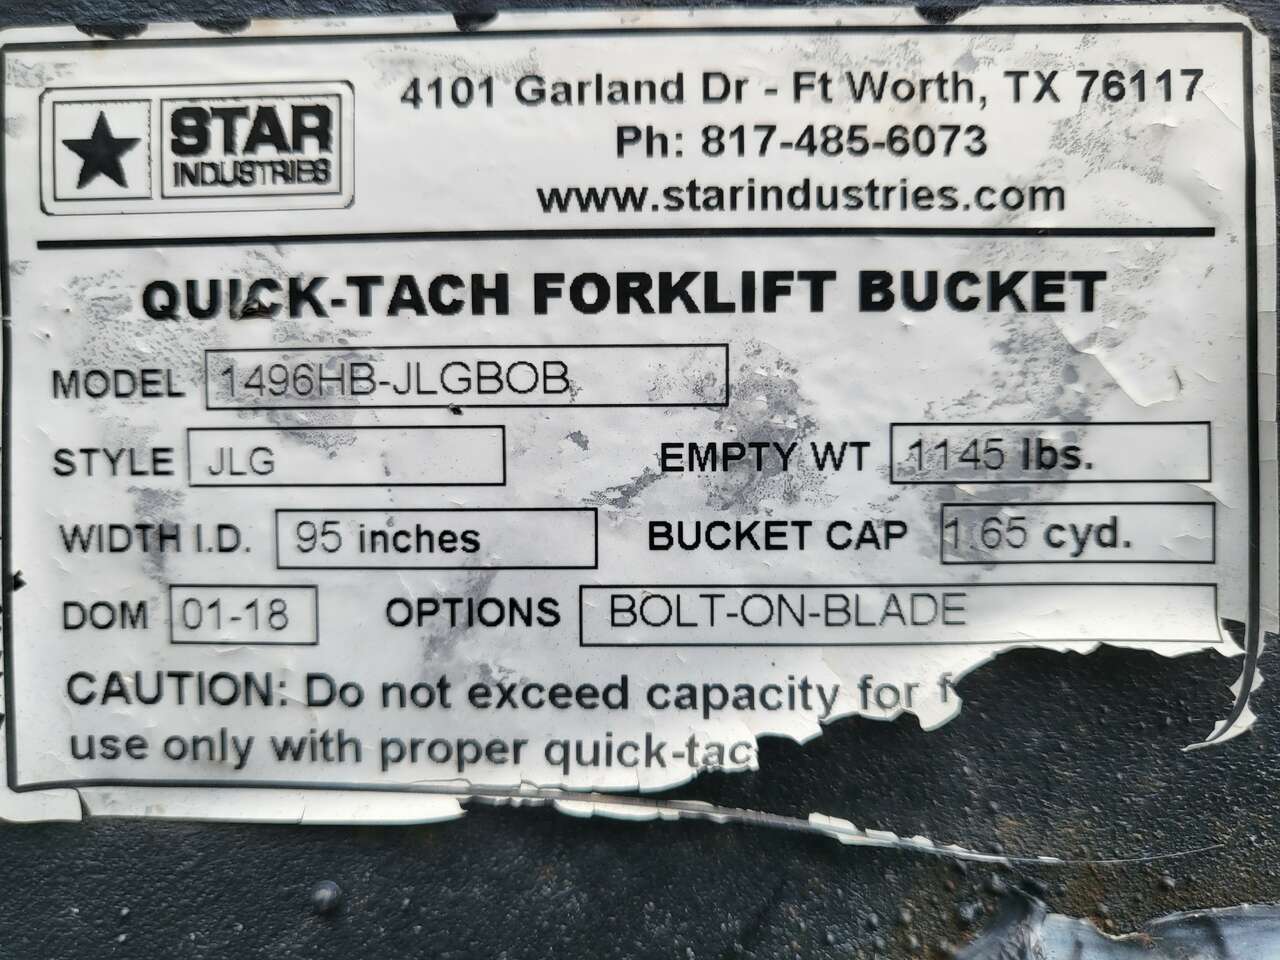 STAR
INDUSTRIES
4101 Garland Dr - Ft Worth, TX 76117
Ph: 817-485-6073
www.starindustries.com
QUICK-TACH FORKLIFT BUCKET
MODEL 1496HB-JLGBOB
STYLE JLG EMPTY WT 1145 lbs.
WIDTH I.D. 95 inches BUCKET CAP 1.65 cyd.
DOM 01-18 OPTIONS BOLT-ON-BLADE
CAUTION: Do not exceed capacity for
use only with proper